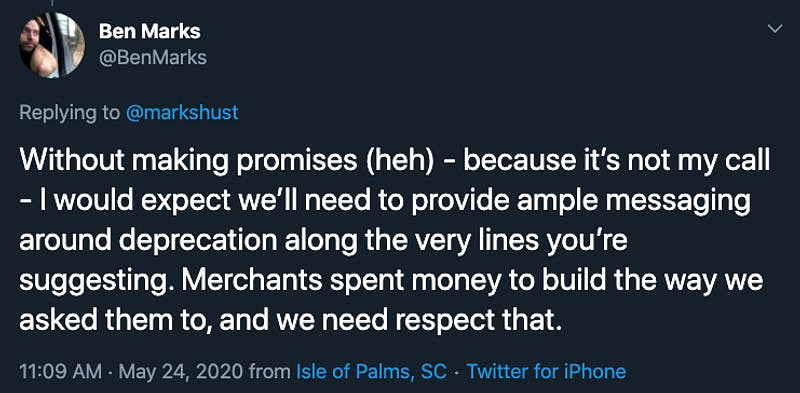 Ben Marks
@BenMarks
Replying to @markshust
Without making promises (heh) - because it’s not my call
- I would expect we’ll need to provide ample messaging
around deprecation along the very lines you’re
suggesting. Merchants spent money to build the way we
asked them to, and we need respect that.
11:09 AM · May 24, 2020 from Isle of Palms, SC · Twitter for iPhone